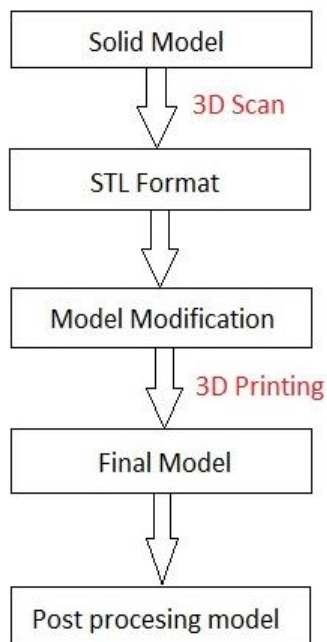 Solid Model
3D Scan
STL Format
Model Modification
3D Printing
Final Model
Post procesing model